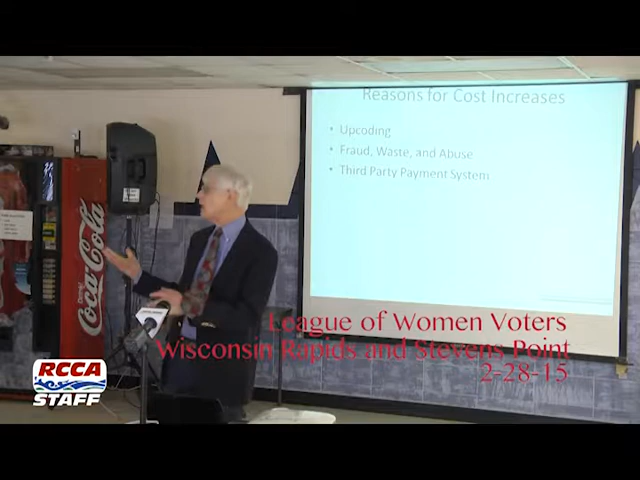 Reasons for Cost Increases
• Upcoding
• Fraud, Waste, and Abuse
• Third Party Payment System
Coca-Cola
League of Women Voters
Wisconsin Rapids and Stevens Point
2-28-15
RCCA
STAFF